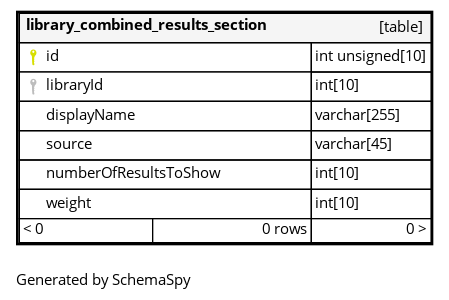 library_combined_results_section [table]
id int unsigned[10]
libraryId int[10]
displayName varchar[255]
source varchar[45]
numberOfResultsToShow int[10]
weight int[10]
< 0 0 rows 0 >
Generated by SchemaSpy